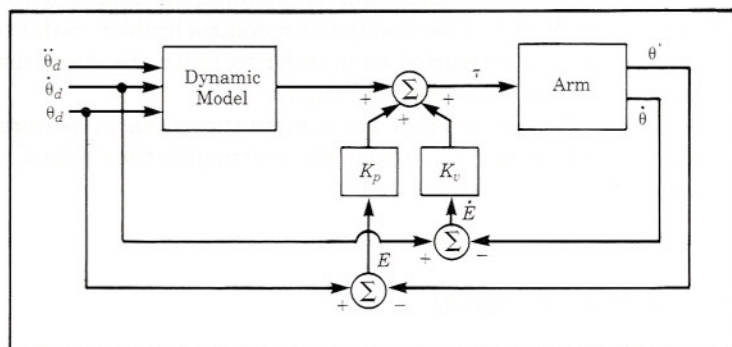 θ̈d
θ̇d
θd
Dynamic
Model
+
Σ
+
+
τ
Arm
θ
θ̇
Kp
Kv
Ė
+
Σ
−
E
+
Σ
−